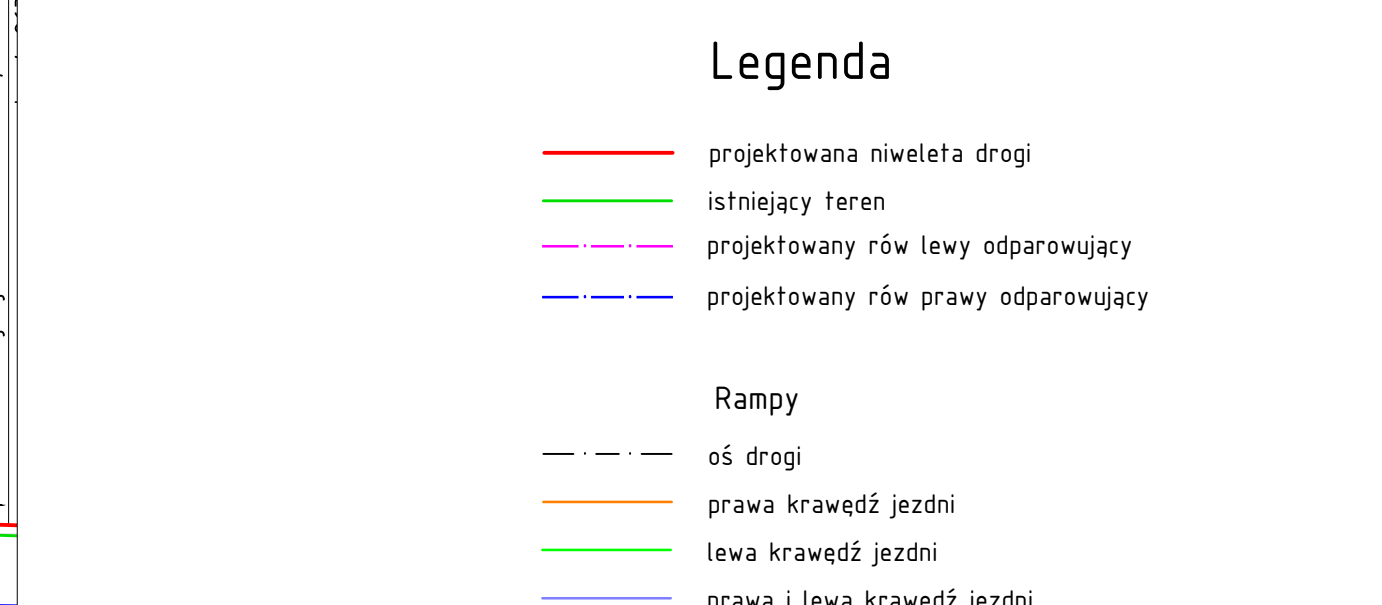 Legenda
projektowana niweleta drogi
istniejący teren
projektowany rów lewy odparowujący
projektowany rów prawy odparowujący
Rampy
oś drogi
prawa krawędź jezdni
lewa krawędź jezdni
prawa i lewa krawędź jezdni